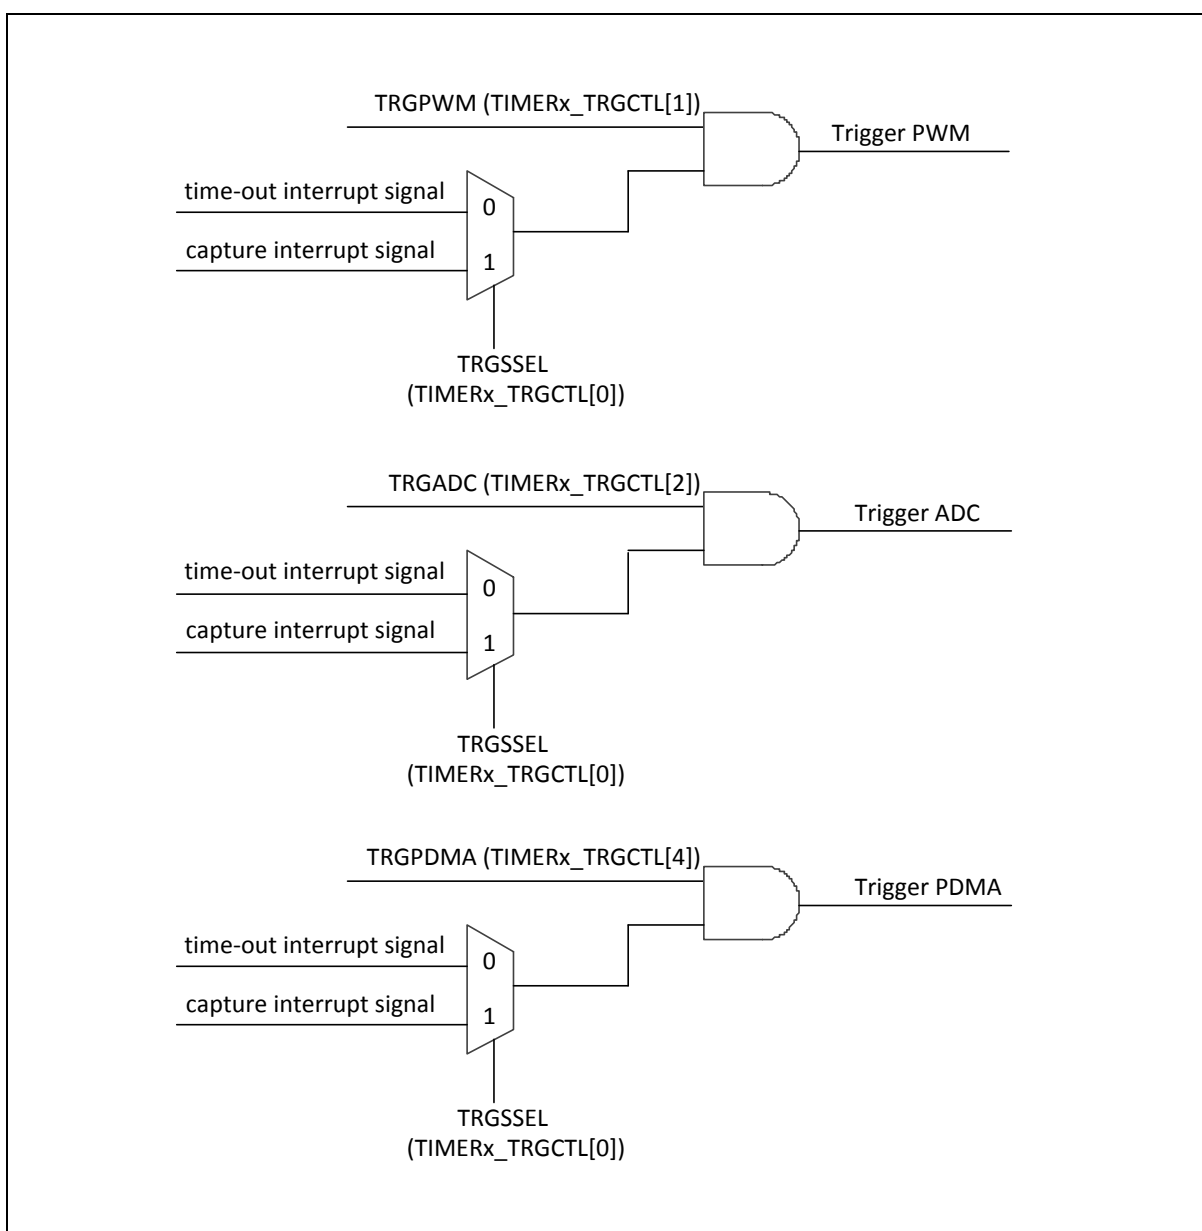 TRGPWM (TIMERx_TRGCTL[1])
Trigger PWM
time-out interrupt signal
0
capture interrupt signal
1
TRGSSEL
(TIMERx_TRGCTL[0])
TRGADC (TIMERx_TRGCTL[2])
Trigger ADC
time-out interrupt signal
0
capture interrupt signal
1
TRGSSEL
(TIMERx_TRGCTL[0])
TRGPDMA (TIMERx_TRGCTL[4])
Trigger PDMA
time-out interrupt signal
0
capture interrupt signal
1
TRGSSEL
(TIMERx_TRGCTL[0])